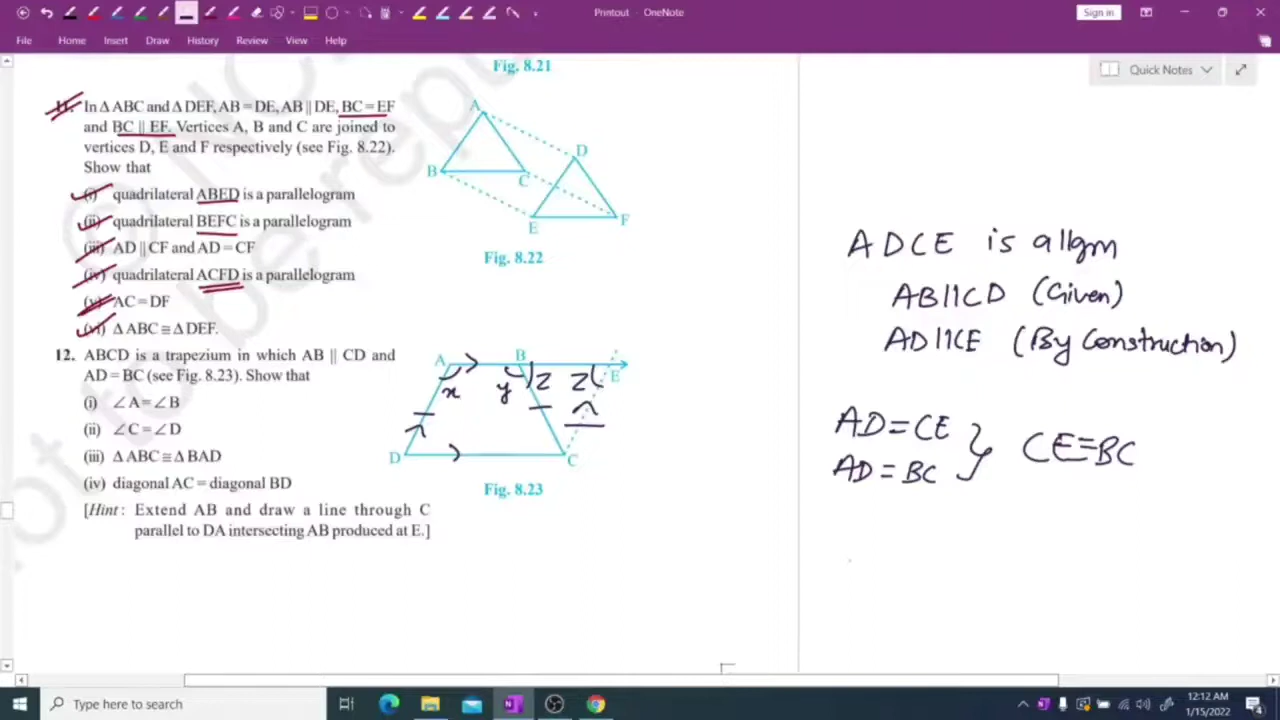 Printout - OneNote
Sign in
File Home Insert Draw History Review View Help
Quick Notes
Fig. 8.21
11. In Δ ABC and Δ DEF, AB = DE, AB || DE, BC = EF
and BC || EF. Vertices A, B and C are joined to
vertices D, E and F respectively (see Fig. 8.22).
Show that
(i) quadrilateral ABED is a parallelogram
(ii) quadrilateral BEFC is a parallelogram
(iii) AD || CF and AD = CF
(iv) quadrilateral ACFD is a parallelogram
(v) AC = DF
(vi) Δ ABC ≅ Δ DEF.
A
D
B
C
E
F
Fig. 8.22
12. ABCD is a trapezium in which AB || CD and
AD = BC (see Fig. 8.23). Show that
(i) ∠A = ∠B
(ii) ∠C = ∠D
(iii) Δ ABC ≅ Δ BAD
(iv) diagonal AC = diagonal BD
[Hint : Extend AB and draw a line through C
parallel to DA intersecting AB produced at E.]
A B E
x y z z
D C
Fig. 8.23
ADCE is a llgm
AB||CD (Given)
AD||CE (By Construction)
AD = CE
AD = BC
CE = BC
not to be republ
© NC
Type here to search
12:12 AM
1/15/2022
4